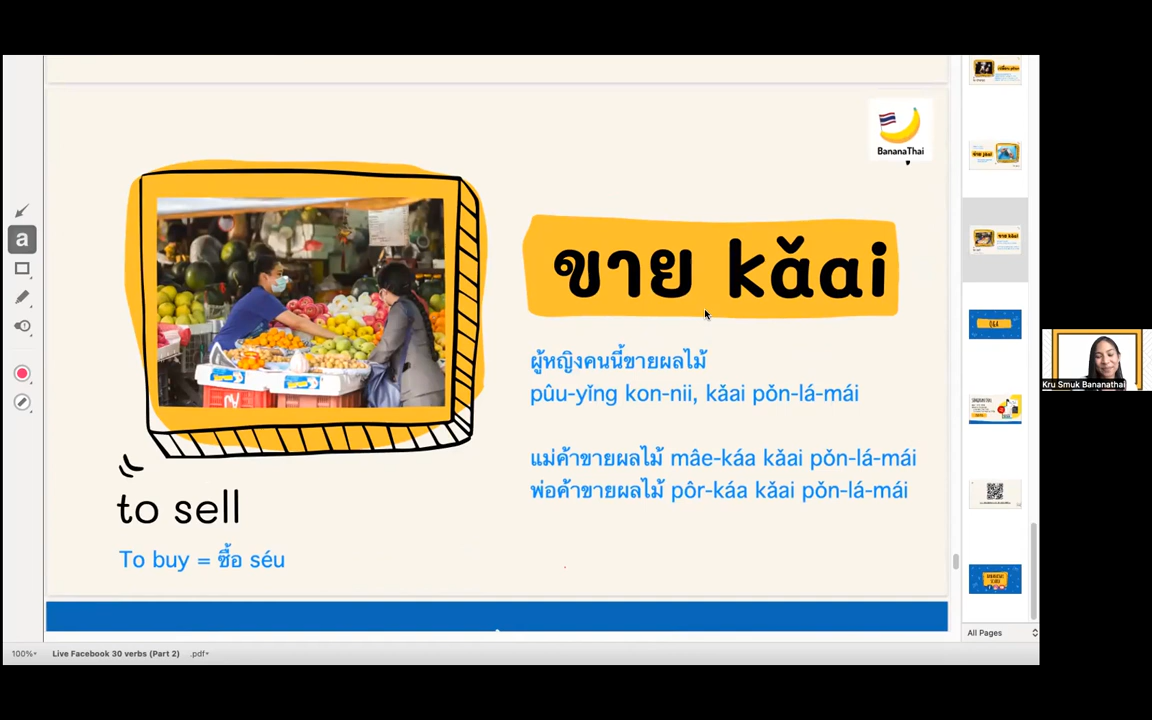 BananaThai
ขาย kǎai
ผู้หญิงคนนี้ขายผลไม้
pûu-yǐng kon-nii, kǎai pǒn-lá-mái
แม่ค้าขายผลไม้ mâe-káa kǎai pǒn-lá-mái
พ่อค้าขายผลไม้ pôr-káa kǎai pǒn-lá-mái
to sell
To buy = ซื้อ séu
a
Q&A
Kru Smuk Bananathai
All Pages
100%
Live Facebook 30 verbs (Part 2) .pdf